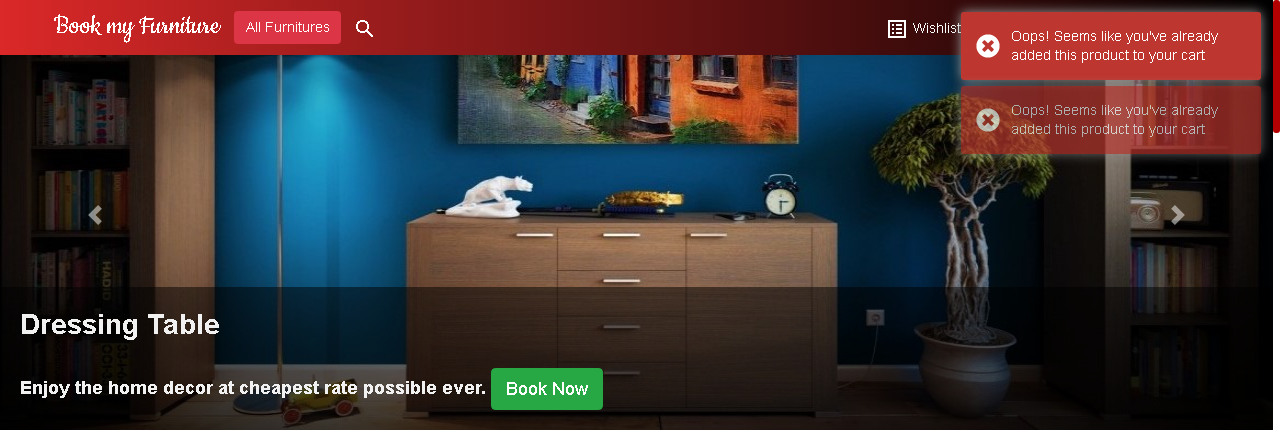 Book my Furniture
All Furnitures
Wishlist
Oops! Seems like you've already
added this product to your cart
Oops! Seems like you've already
added this product to your cart
Dressing Table
Enjoy the home decor at cheapest rate possible ever.
Book Now